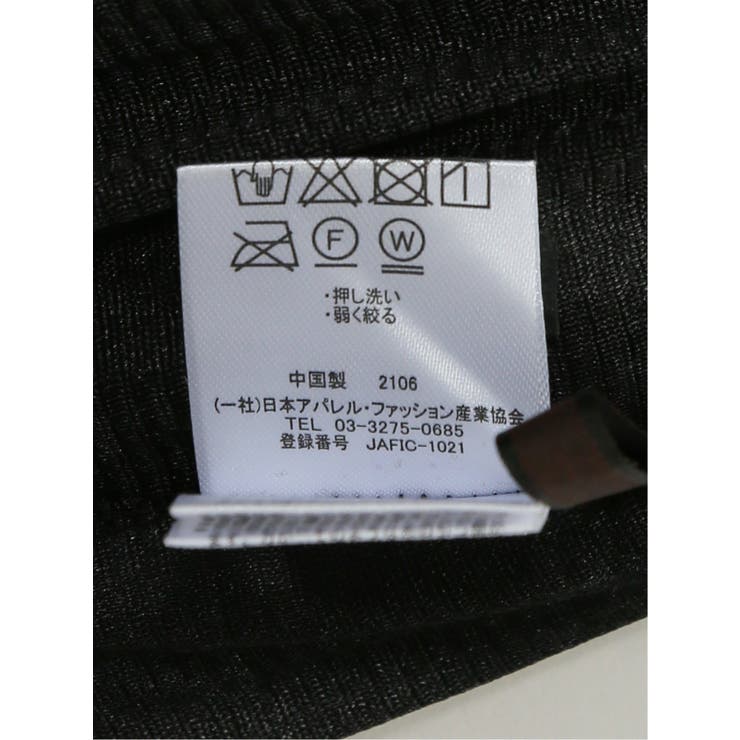 F W
・押し洗い
・弱く絞る
中国製 2106
(一社)日本アパレル・ファッション産業協会
TEL 03-3275-0685
登録番号 JAFIC-1021